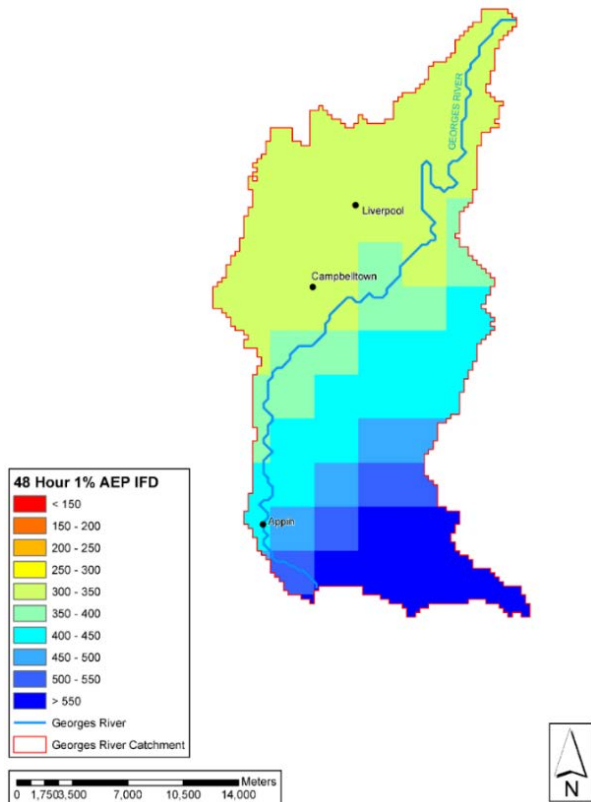 GEORGES RIVER
Liverpool
Campbelltown
Appin
48 Hour 1% AEP IFD
< 150
150 - 200
200 - 250
250 - 300
300 - 350
350 - 400
400 - 450
450 - 500
500 - 550
> 550
Georges River
Georges River Catchment
Meters
0 1,750 3,500 7,000 10,500 14,000
N